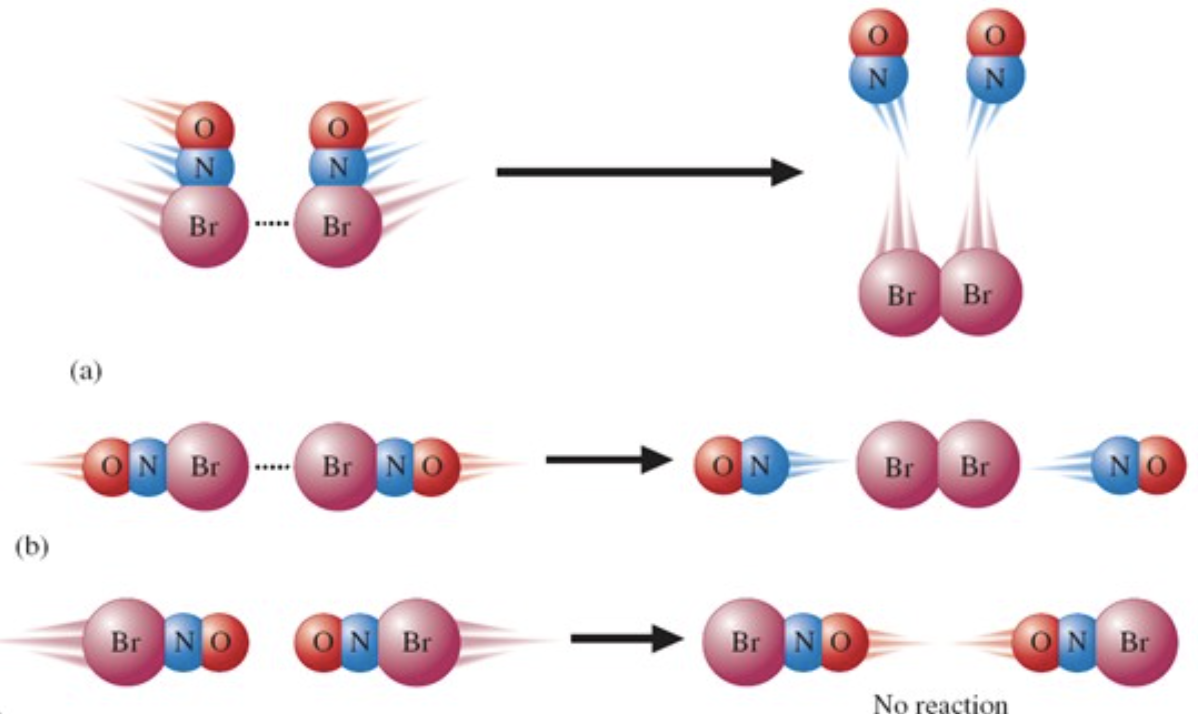 O O
N N
O O
N N
Br Br
Br Br
(a)
O N Br Br N O O N Br Br N O
(b)
Br N O O N Br Br N O O N Br
No reaction